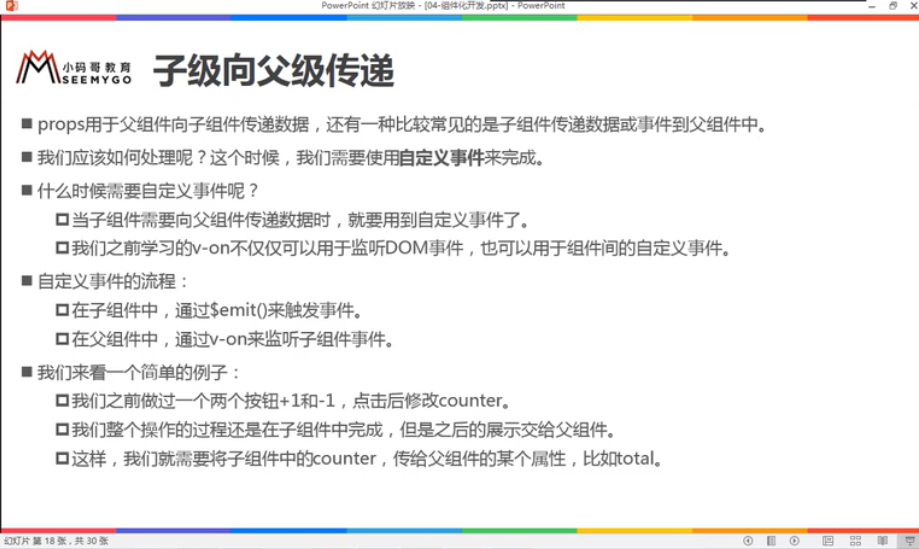 PowerPoint 幻灯片放映 - [04-组件化开发.pptx] - PowerPoint
小码哥教育
SEEMYGO
子级向父级传递
props用于父组件向子组件传递数据，还有一种比较常见的是子组件传递数据或事件到父组件中。
我们应该如何处理呢？这个时候，我们需要使用自定义事件来完成。
什么时候需要自定义事件呢？
当子组件需要向父组件传递数据时，就要用到自定义事件了。
我们之前学习的v-on不仅仅可以用于监听DOM事件，也可以用于组件间的自定义事件。
自定义事件的流程：
在子组件中，通过$emit()来触发事件。
在父组件中，通过v-on来监听子组件事件。
我们来看一个简单的例子：
我们之前做过一个两个按钮+1和-1，点击后修改counter。
我们整个操作的过程还是在子组件中完成，但是之后的展示交给父组件。
这样，我们就需要将子组件中的counter，传给父组件的某个属性，比如total。
幻灯片 第 18 张，共 30 张